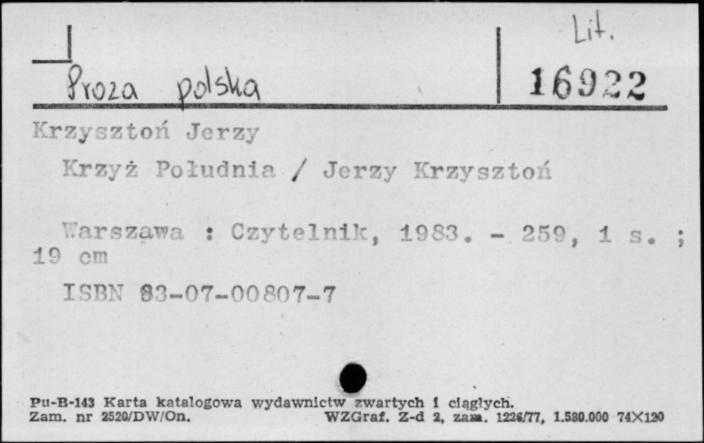 Lit.
Proza polska 16922
Krzysztoń Jerzy
Krzyż Południa / Jerzy Krzysztoń
Warszawa : Czytelnik, 1983. - 259, 1 s. ;
19 cm
ISBN 83-07-00807-7
Pu-B-143 Karta katalogowa wydawnictw zwartych i ciągłych.
Zam. nr 2520/DW/On. WZGraf. Z-d 2, zam. 1226/77, 1.580.000 74X120